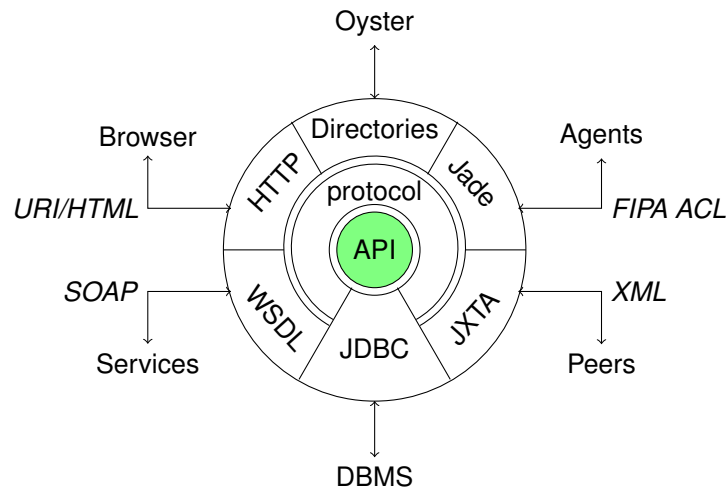 Oyster
Browser
Directories
Agents
HTTP
Jade
protocol
URI/HTML
FIPA ACL
API
SOAP
XML
WSDL
JDBC
JXTA
Services
Peers
DBMS